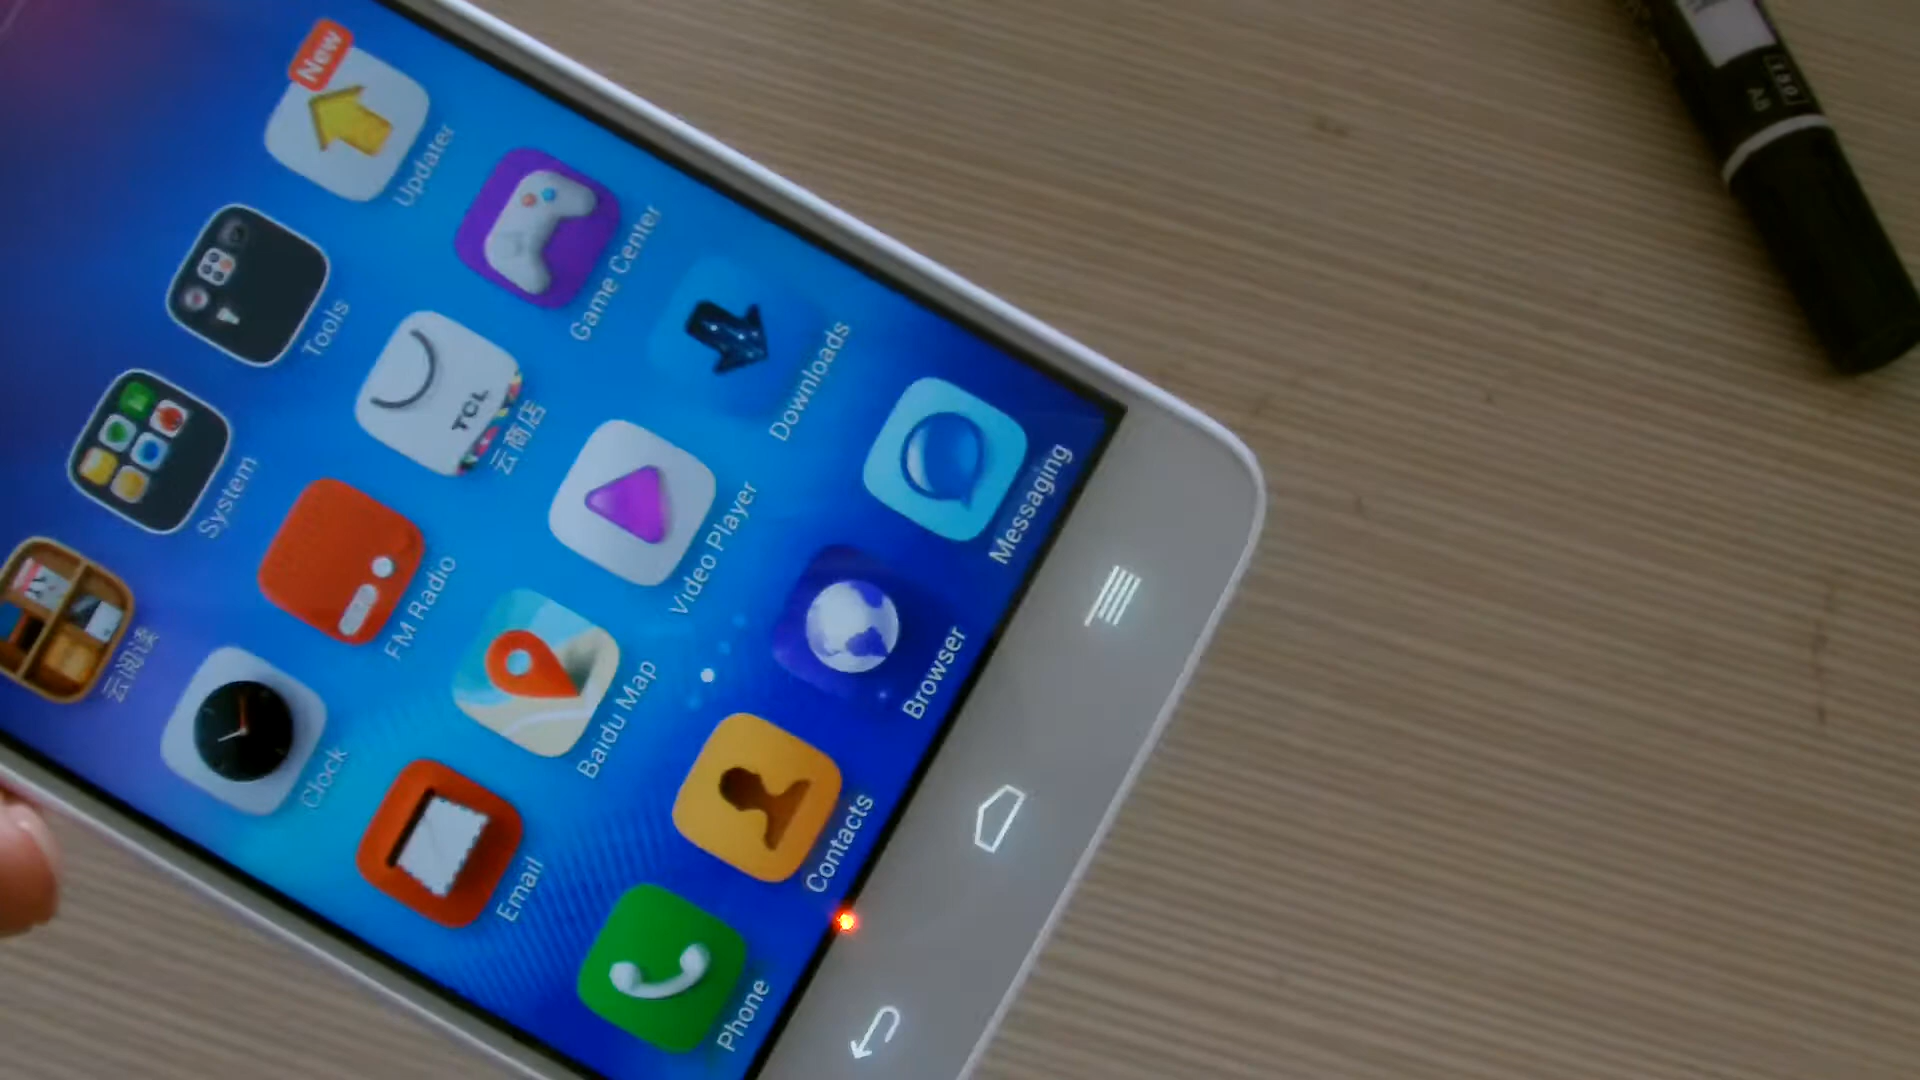 New
云阅读
System
Tools
Updater
Clock
FM Radio
TCL
云商店
Game Center
Email
Baidu Map
Video Player
Downloads
Phone
Contacts
Browser
Messaging